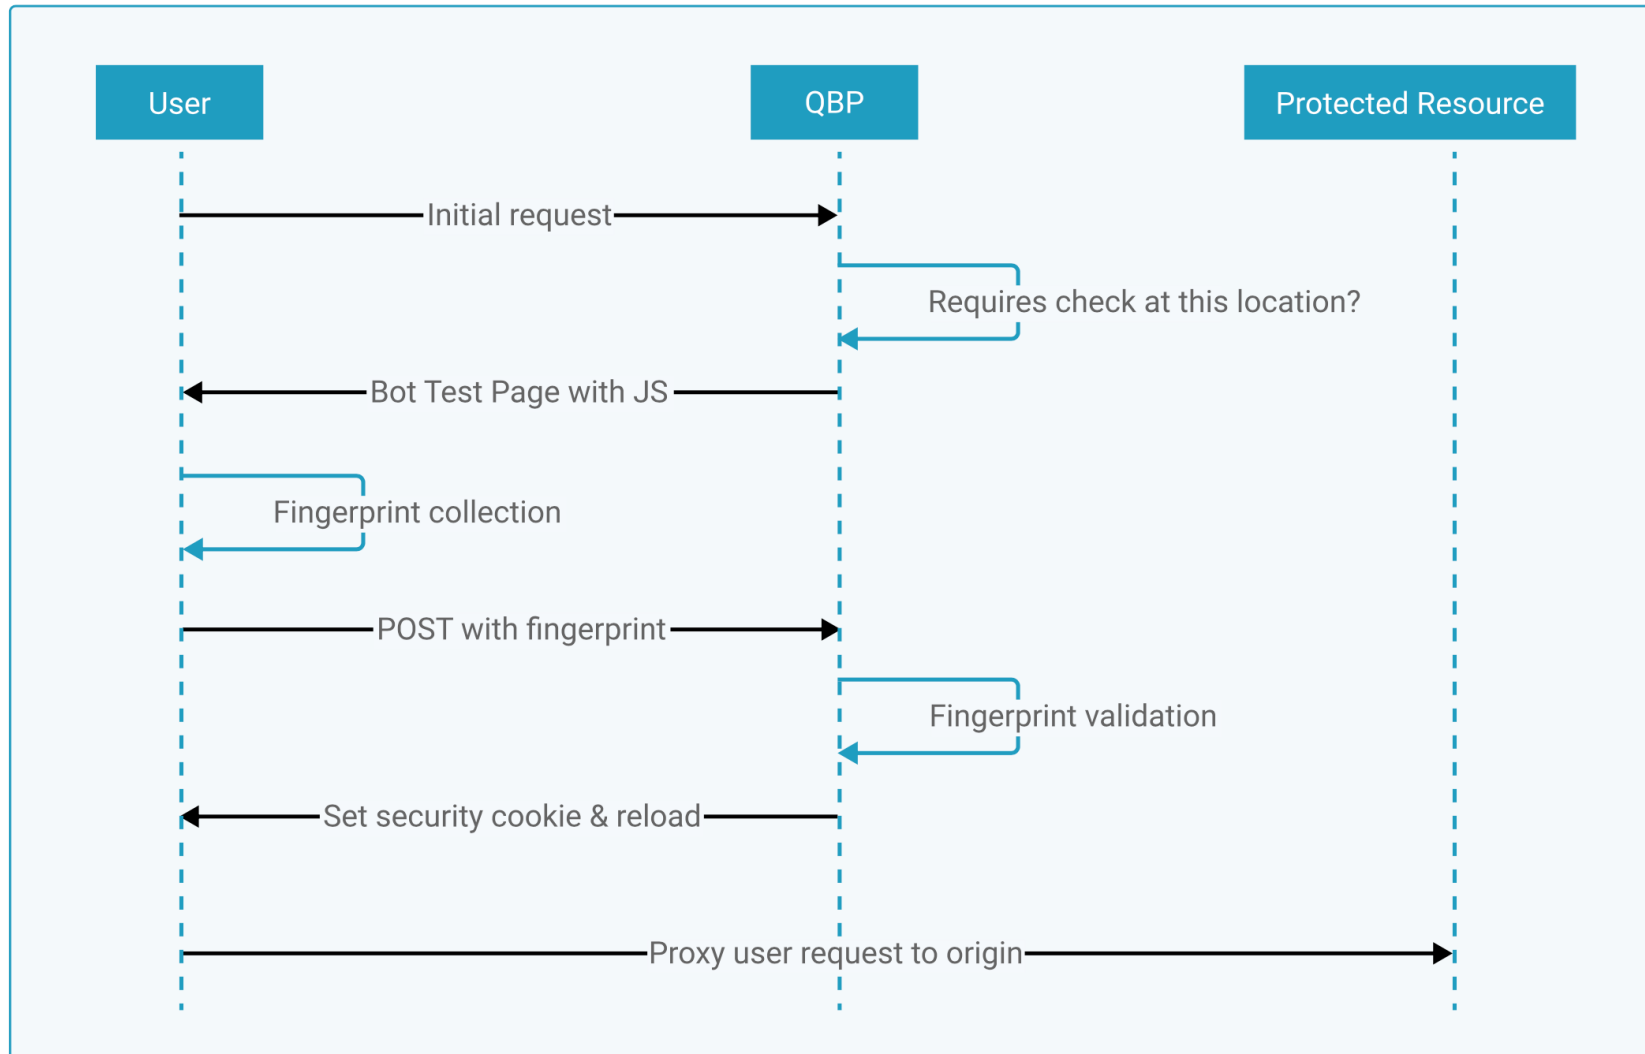 User
QBP
Protected Resource
Initial request
Requires check at this location?
Bot Test Page with JS
Fingerprint collection
POST with fingerprint
Fingerprint validation
Set security cookie & reload
Proxy user request to origin